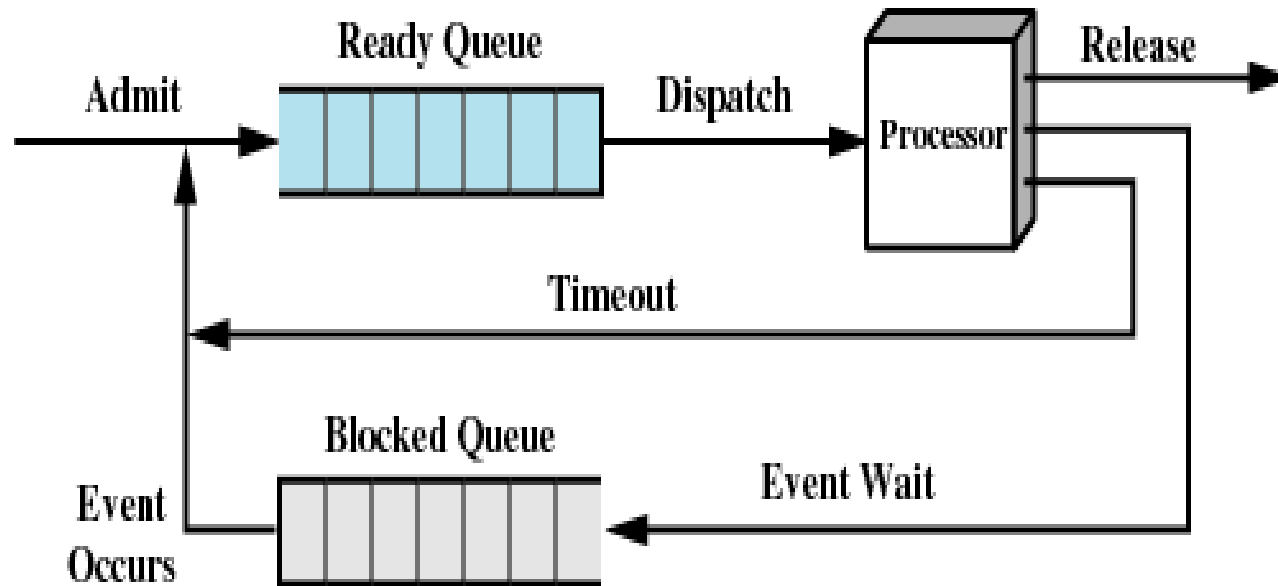 Ready Queue
Release
Admit
Dispatch
Processor
Timeout
Blocked Queue
Event Wait
Event
Occurs